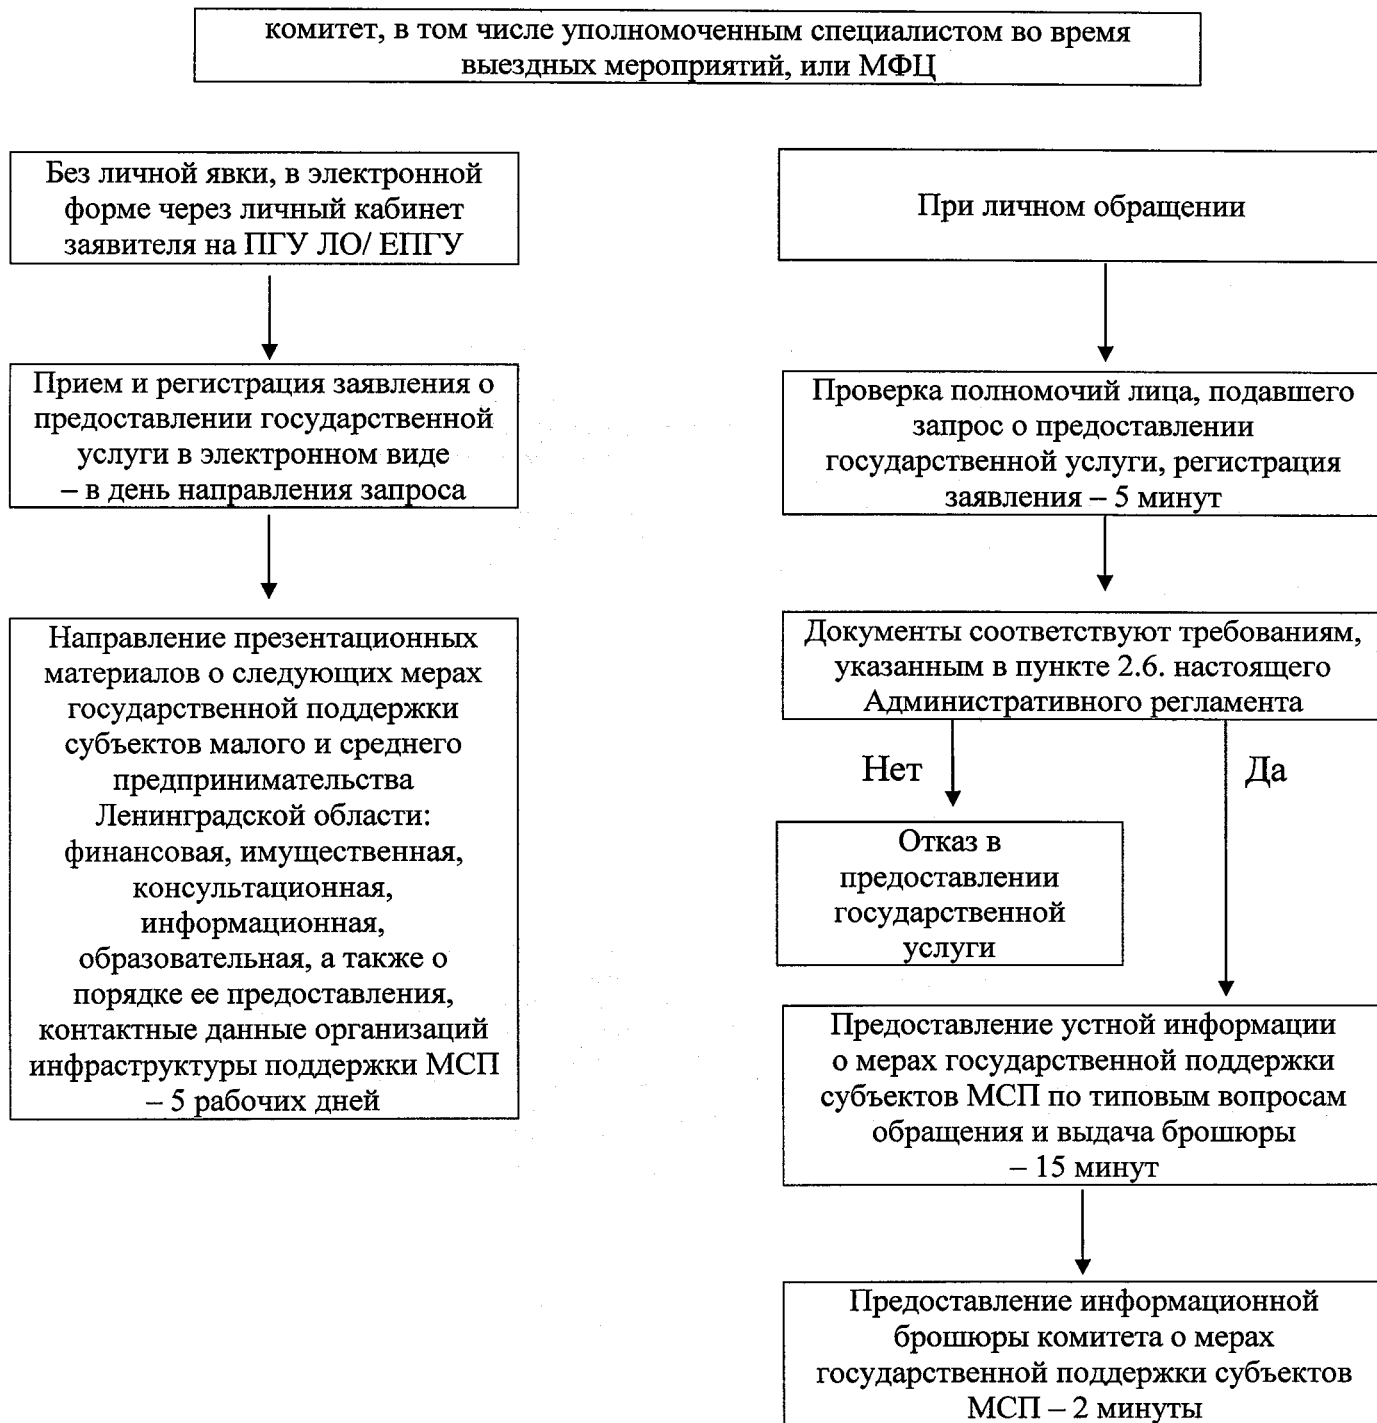 комитет, в том числе уполномоченным специалистом во время
выездных мероприятий, или МФЦ
Без личной явки, в электронной
форме через личный кабинет
заявителя на ПГУ ЛО/ ЕПГУ
При личном обращении
Прием и регистрация заявления о
предоставлении государственной
услуги в электронном виде
– в день направления запроса
Проверка полномочий лица, подавшего
запрос о предоставлении
государственной услуги, регистрация
заявления – 5 минут
Направление презентационных
материалов о следующих мерах
государственной поддержки
субъектов малого и среднего
предпринимательства
Ленинградской области:
финансовая, имущественная,
консультационная,
информационная,
образовательная, а также о
порядке ее предоставления,
контактные данные организаций
инфраструктуры поддержки МСП
– 5 рабочих дней
Документы соответствуют требованиям,
указанным в пункте 2.6. настоящего
Административного регламента
Нет
Да
Отказ в
предоставлении
государственной
услуги
Предоставление устной информации
о мерах государственной поддержки
субъектов МСП по типовым вопросам
обращения и выдача брошюры
– 15 минут
Предоставление информационной
брошюры комитета о мерах
государственной поддержки субъектов
МСП – 2 минуты